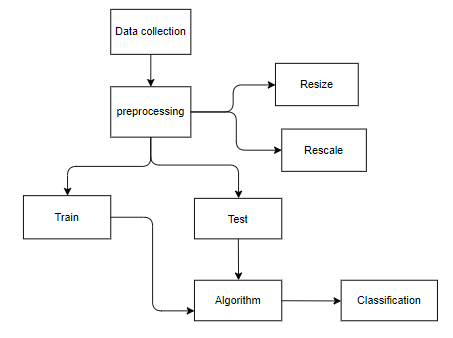 Data collection
Resize
preprocessing
Rescale
Train
Test
Algorithm
Classification